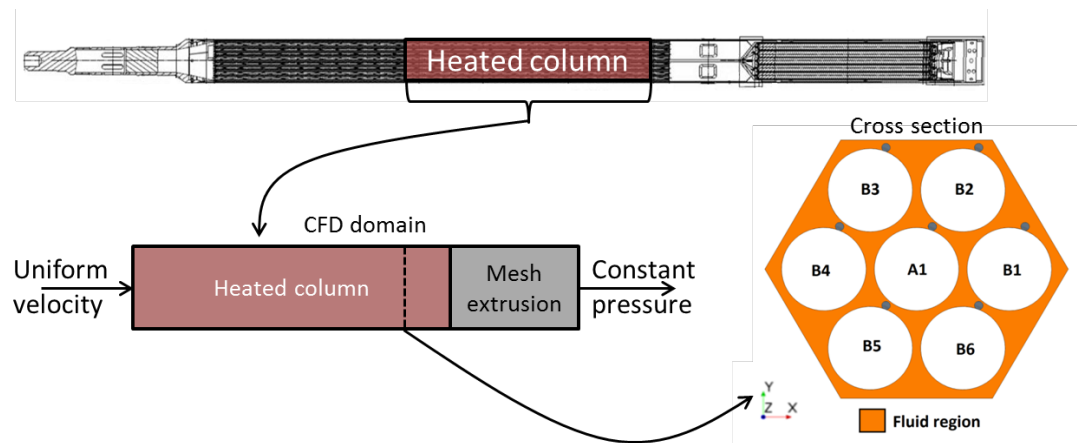 Heated column
Cross section
B3
B2
CFD domain
B4
A1
B1
Uniform
velocity
Heated column
Mesh
extrusion
Constant
pressure
B5
B6
Y
Z
X
Fluid region